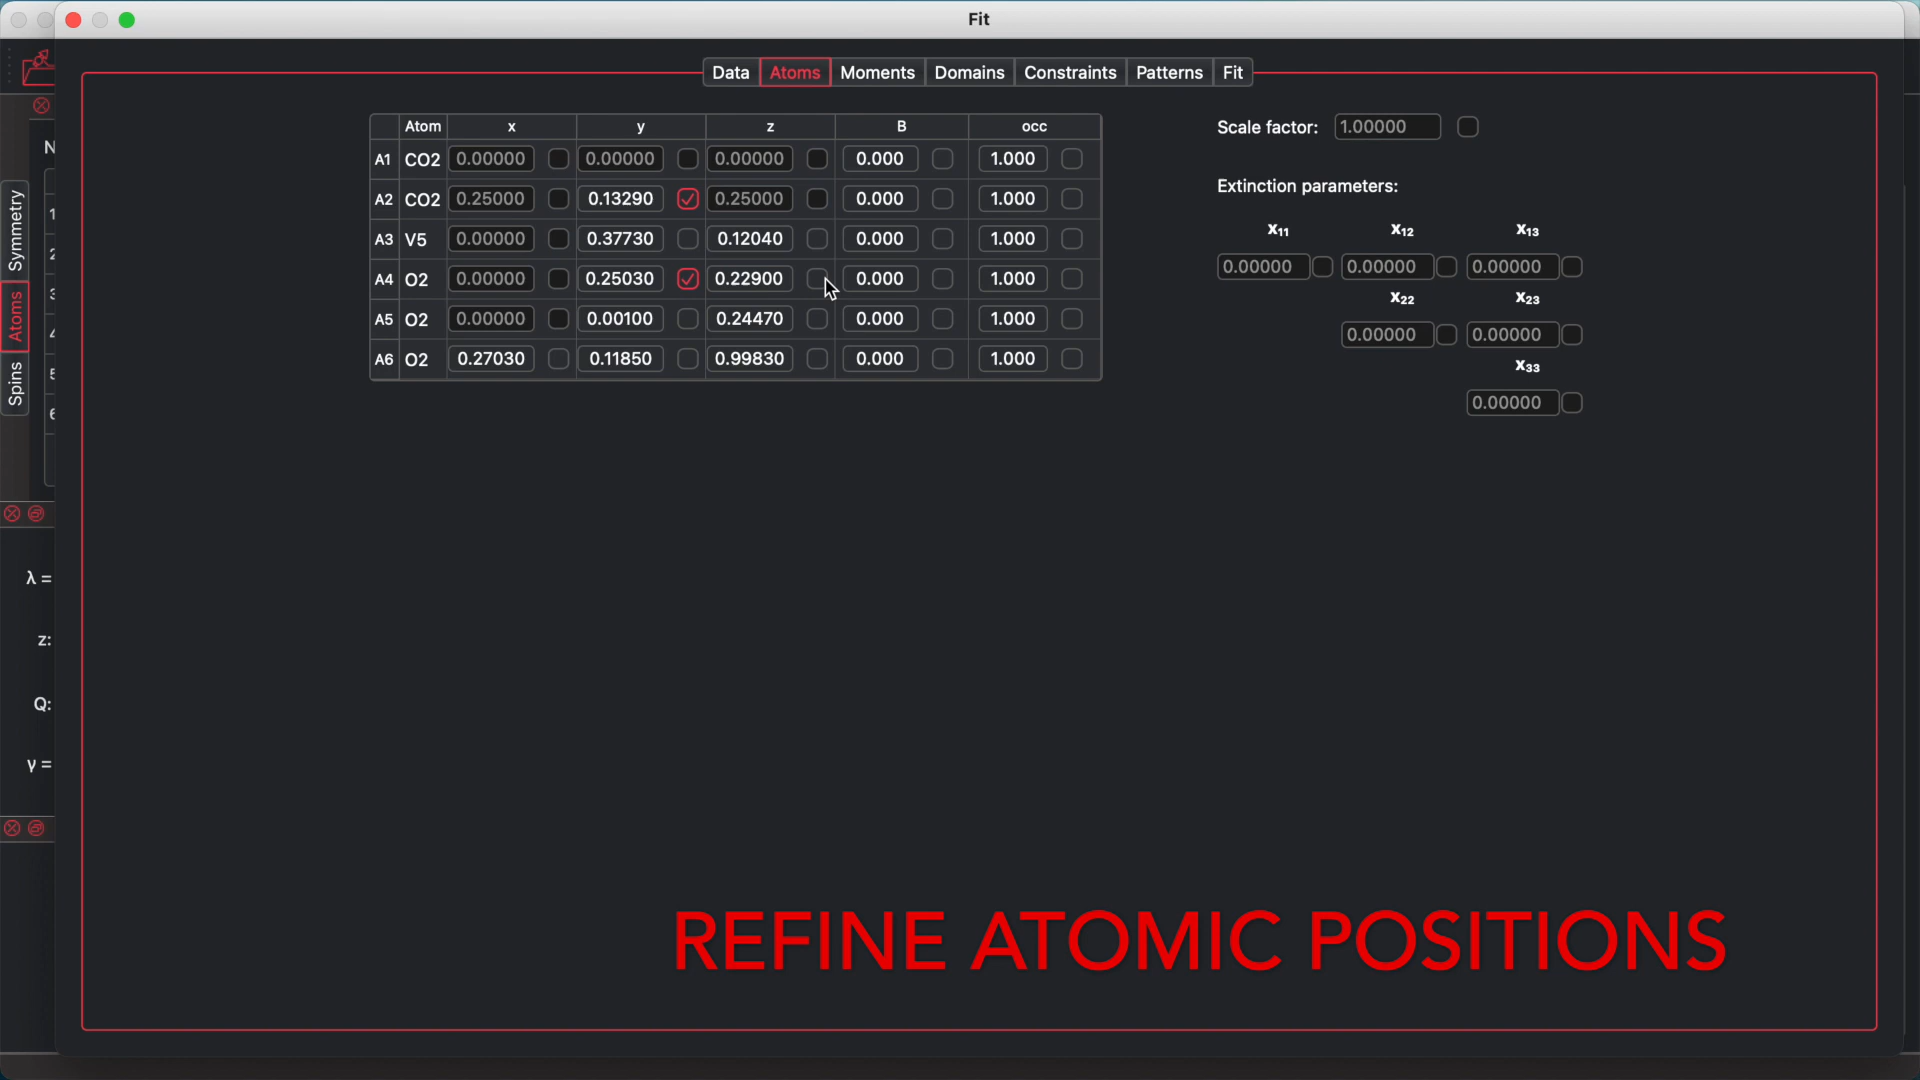 Fit
Data Atoms Moments Domains Constraints Patterns Fit
Atom x y z B occ
A1 CO2 0.00000 0.00000 0.00000 0.000 1.000
A2 CO2 0.25000 0.13290 0.25000 0.000 1.000
A3 V5 0.00000 0.37730 0.12040 0.000 1.000
A4 O2 0.00000 0.25030 0.22900 0.000 1.000
A5 O2 0.00000 0.00100 0.24470 0.000 1.000
A6 O2 0.27030 0.11850 0.99830 0.000 1.000
Scale factor: 1.00000
Extinction parameters:
x₁₁ x₁₂ x₁₃
0.00000 0.00000 0.00000
x₂₂ x₂₃
0.00000 0.00000
x₃₃
0.00000
Symmetry
Atoms
Spins
λ =
z:
Q:
γ =
REFINE ATOMIC POSITIONS